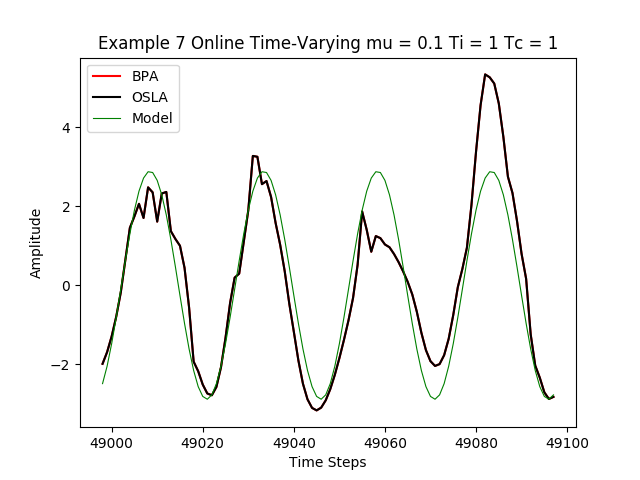 Example 7 Online Time-Varying mu = 0.1 Ti = 1 Tc = 1
BPA
OSLA
Model
4
2
0
−2
Amplitude
49000 49020 49040 49060 49080 49100
Time Steps